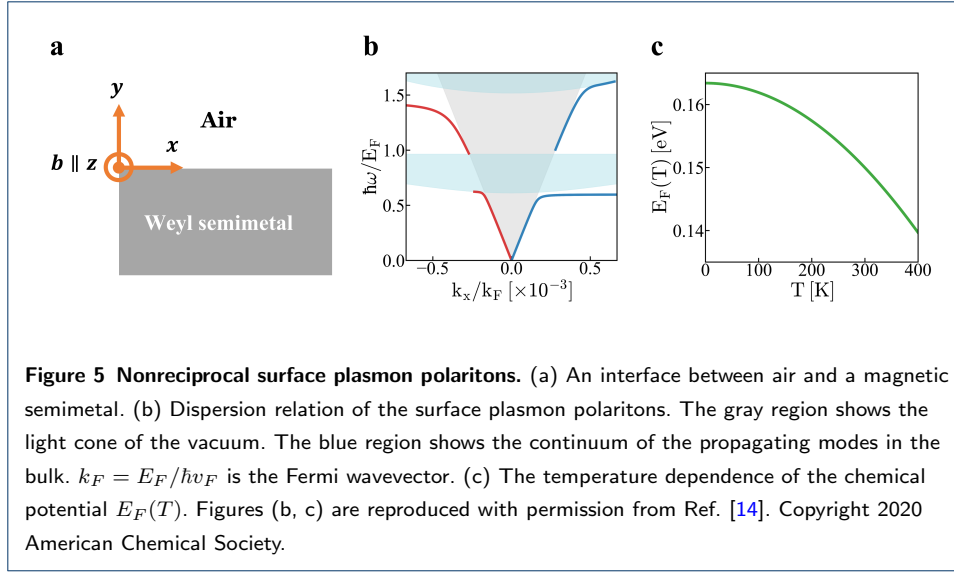 a
b
c
y
Air
b ∥ z
x
Weyl semimetal
ħω/E_F
1.5
1.0
0.5
0.0
−0.5
0.0
0.5
k_x/k_F [×10⁻³]
E_F(T) [eV]
0.16
0.15
0.14
0
100
200
300
400
T [K]
Figure 5 Nonreciprocal surface plasmon polaritons. (a) An interface between air and a magnetic
semimetal. (b) Dispersion relation of the surface plasmon polaritons. The gray region shows the
light cone of the vacuum. The blue region shows the continuum of the propagating modes in the
bulk. k_F = E_F/ħv_F is the Fermi wavevector. (c) The temperature dependence of the chemical
potential E_F(T). Figures (b, c) are reproduced with permission from Ref. [14]. Copyright 2020
American Chemical Society.